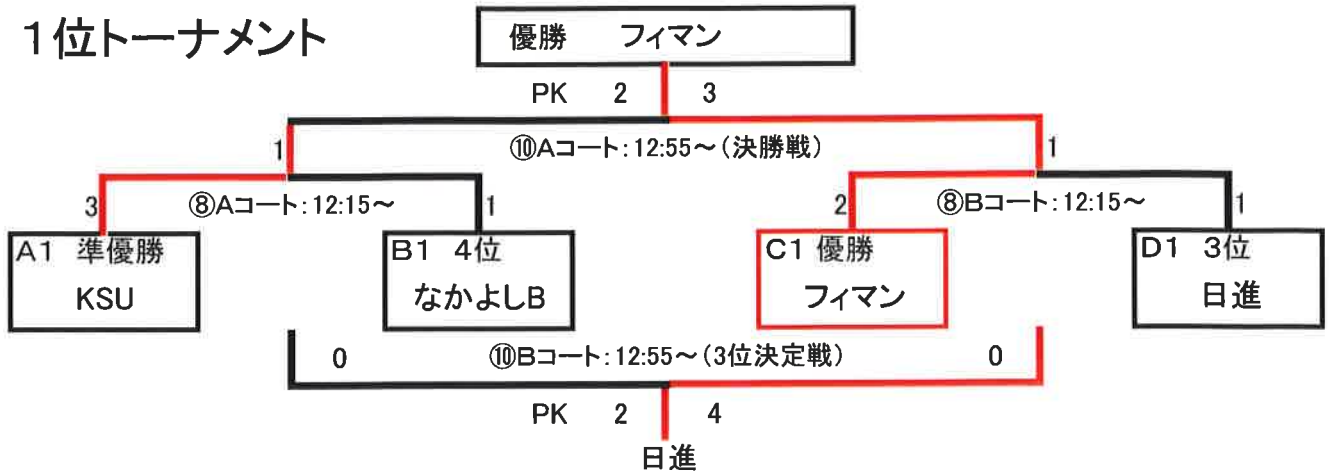 1位トーナメント
優勝 フィマン
PK 2 3
1 ⑩Aコート:12:55~(決勝戦) 1
3 ⑧Aコート:12:15~ 1 2 ⑧Bコート:12:15~ 1
A1 準優勝 B1 4位 C1 優勝 D1 3位
KSU なかよしB フィマン 日進
0 ⑩Bコート:12:55~(3位決定戦) 0
PK 2 4
日進